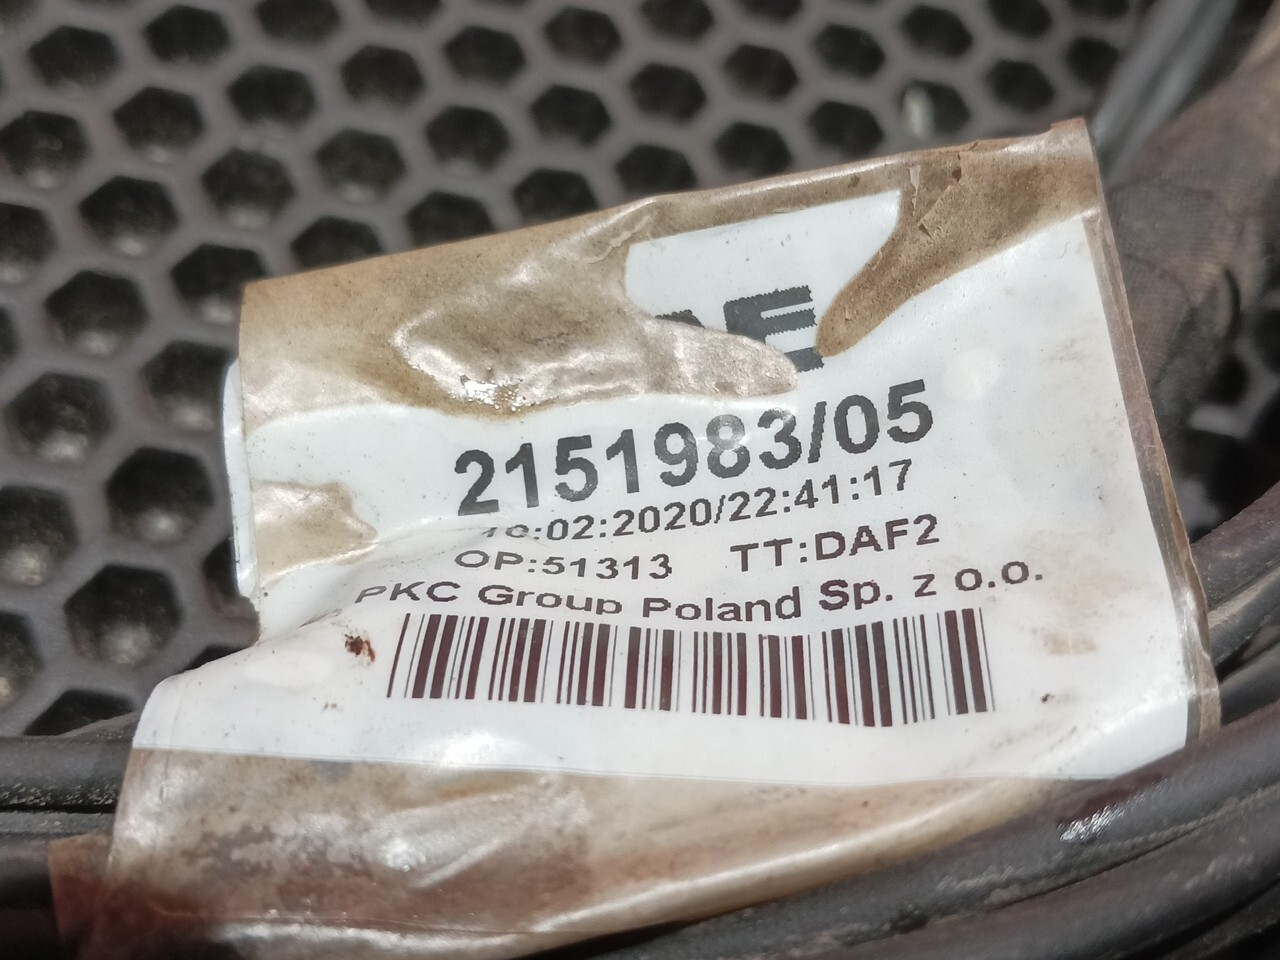 2151983/05
:02:2020/22:41:17
OP:51313 TT:DAF2
PKC Group Poland Sp. z o.o.